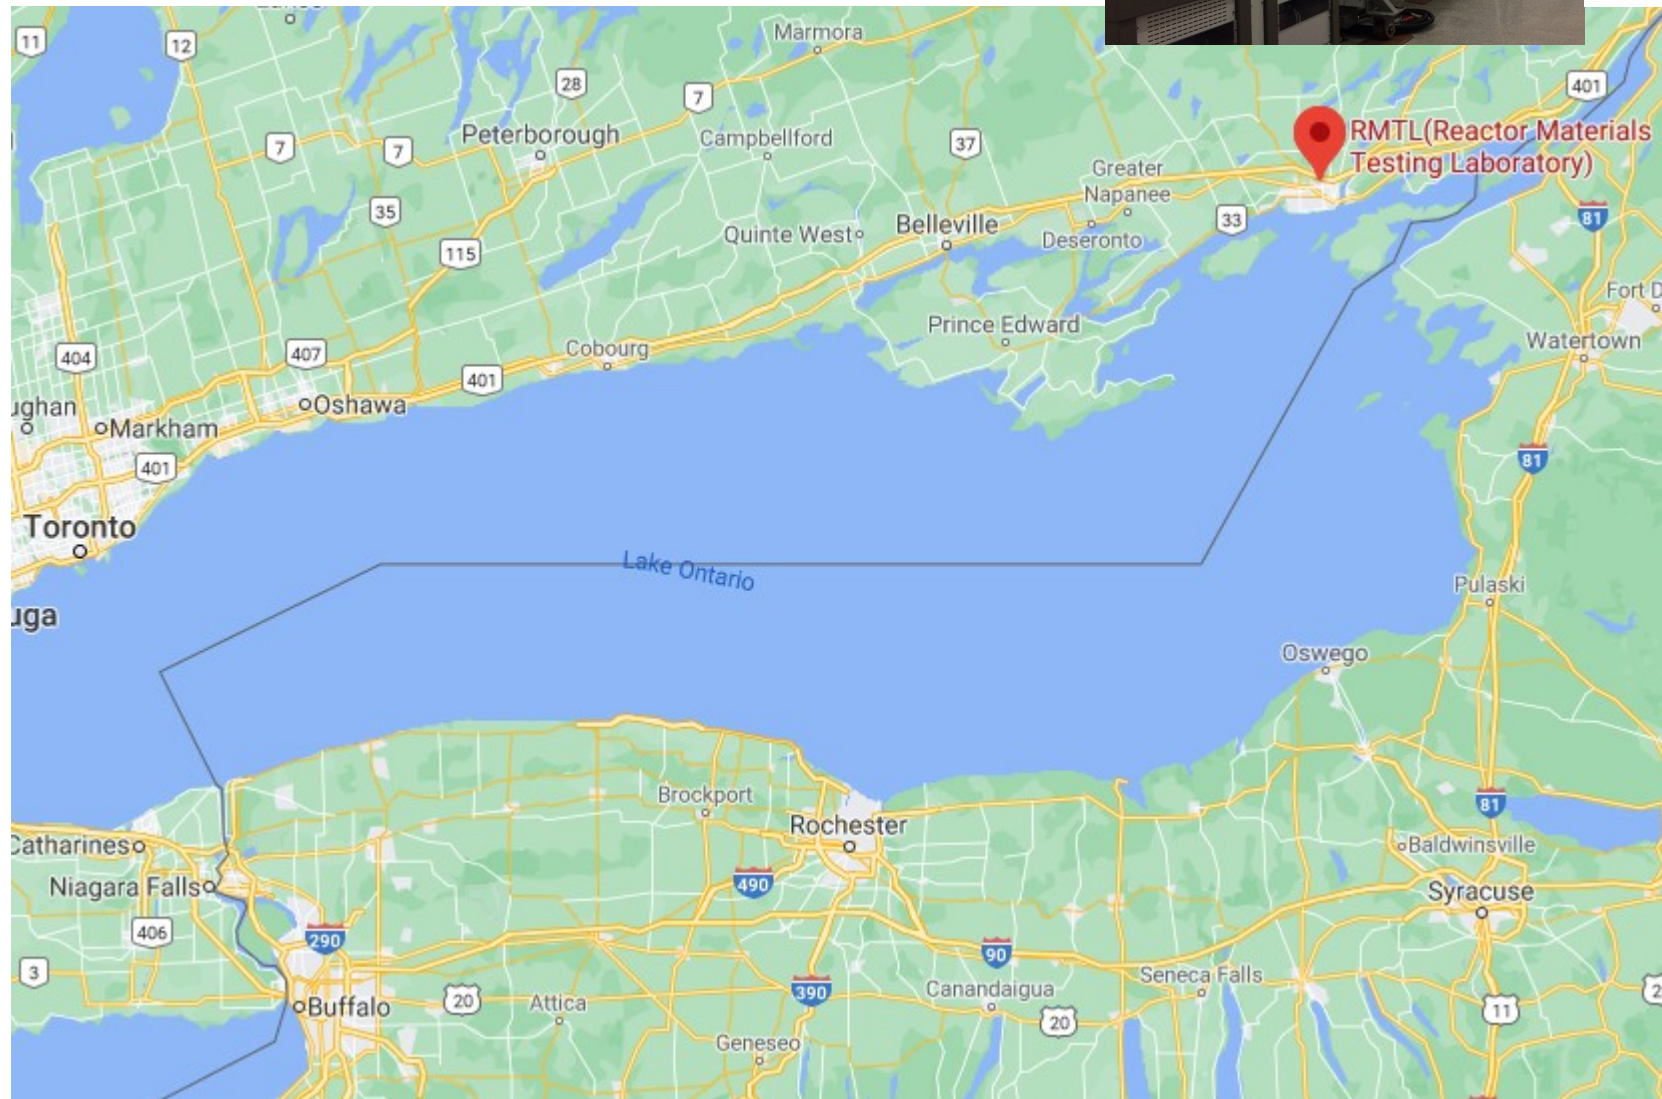 11
12
Marmora
28
7
401
Peterborough
Campbellford
37
RMTL(Reactor Materials
Testing Laboratory)
7
7
Greater
Napanee
35
33
81
Quinte West
Belleville
Deseronto
115
Fort D
Prince Edward
Watertown
404
407
Cobourg
401
ughan
Oshawa
Markham
401
81
Toronto
Lake Ontario
Pulaski
uga
Oswego
Brockport
81
Rochester
Catharines
Baldwinsville
Niagara Falls
490
Syracuse
406
290
90
3
Seneca Falls
390
Canandaigua
20
Attica
2
Buffalo
20
11
Geneseo